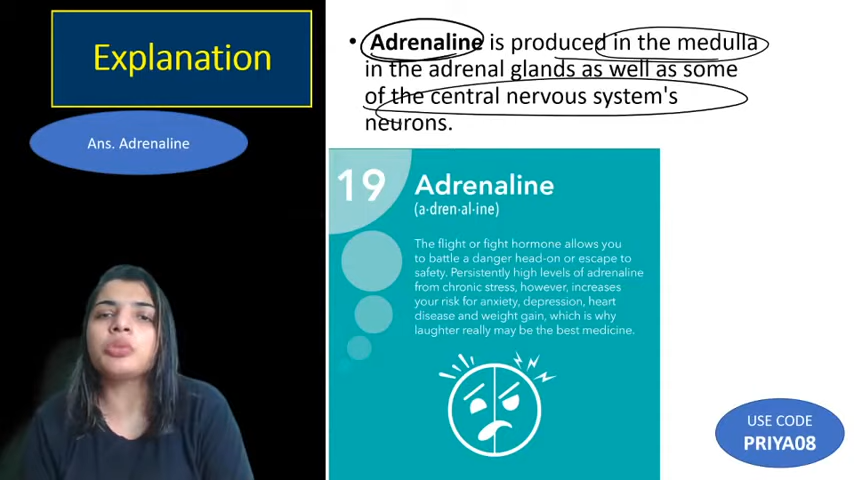 Explanation
Ans. Adrenaline
• Adrenaline is produced in the medulla
in the adrenal glands as well as some
of the central nervous system's
neurons.
19
Adrenaline
(a·dren·al·ine)
The flight or fight hormone allows you
to battle a danger head-on or escape to
safety. Persistently high levels of adrenaline
from chronic stress, however, increases
your risk for anxiety, depression, heart
disease and weight gain, which is why
laughter really may be the best medicine.
USE CODE
PRIYA08